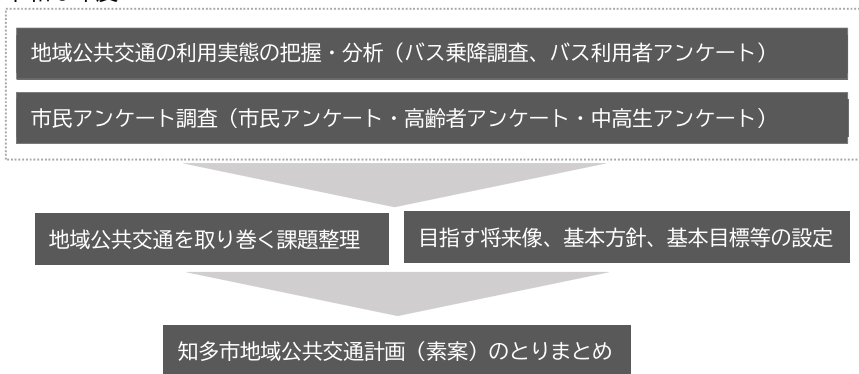 地域公共交通の利用実態の把握・分析（バス乗降調査、バス利用者アンケート）
市民アンケート調査（市民アンケート・高齢者アンケート・中高生アンケート）
地域公共交通を取り巻く課題整理
目指す将来像、基本方針、基本目標等の設定
知多市地域公共交通計画（素案）のとりまとめ